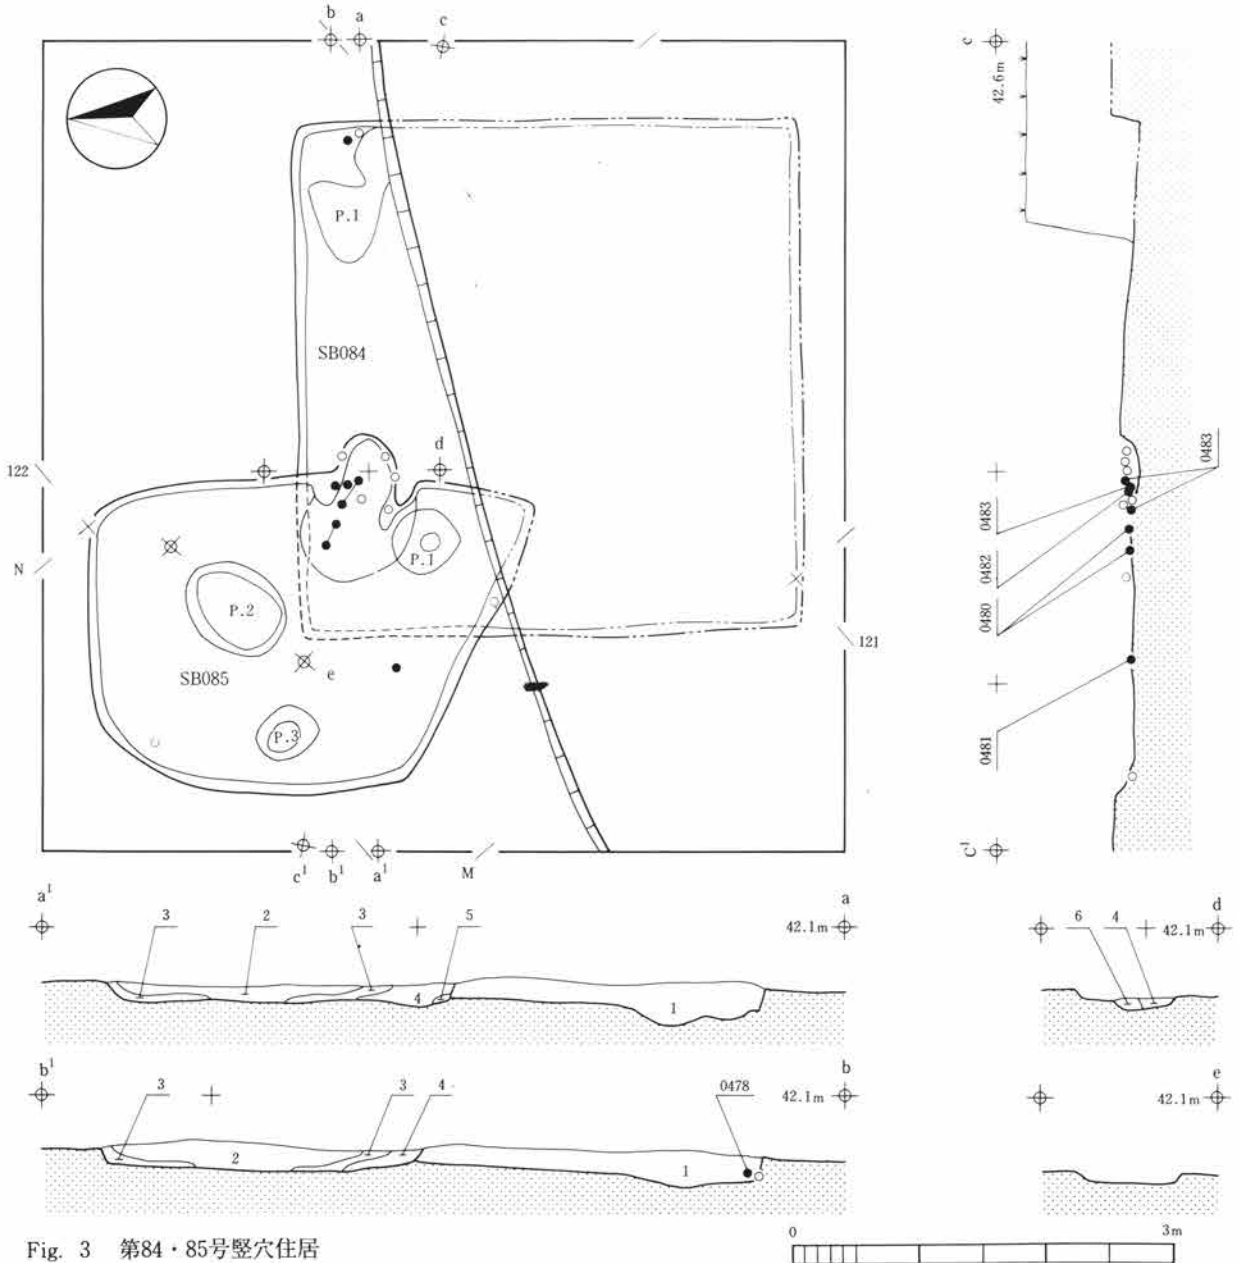 b a c
P.1
SB084
122
d
N
P.1
P.2
SB085
e
P.3
121
c¹ b¹ a¹
M
c
42.6m
0483
0483
0482
0480
0481
C¹
a¹
3 2 3 5
42.1m
a
4
1
6 4
42.1m
d
b¹
3 3 4 0478
42.1m
b
2
1
42.1m
e
Fig. 3 第84・85号竪穴住居
0 3m